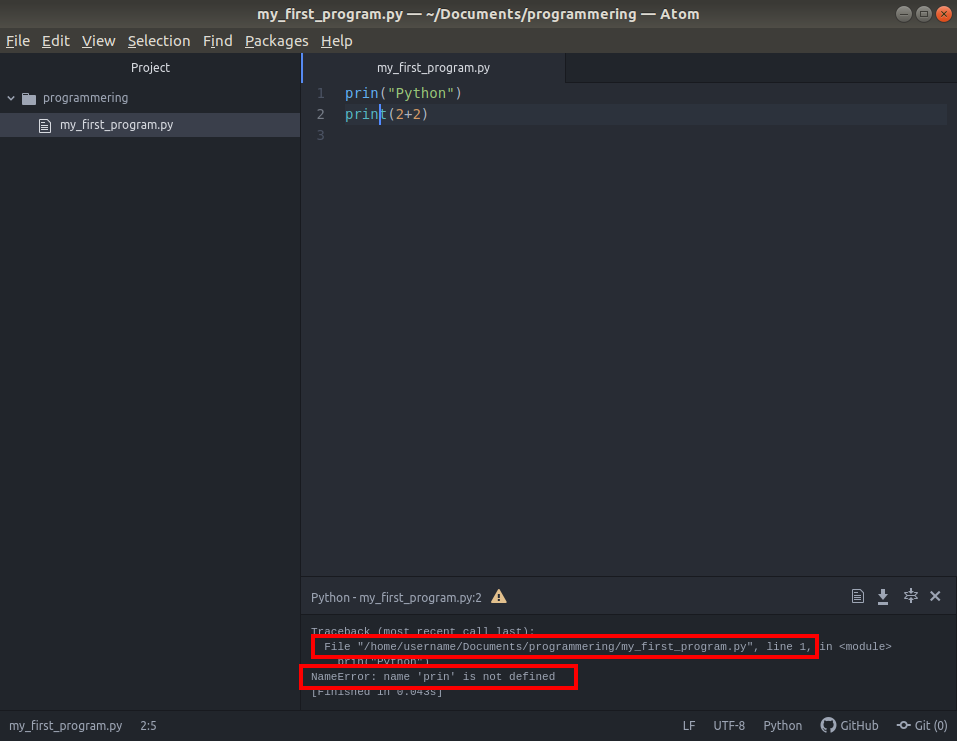 my_first_program.py — ~/Documents/programmering — Atom
File Edit View Selection Find Packages Help
Project
my_first_program.py
programmering
my_first_program.py
1 prin("Python")
2 print(2+2)
3
Python - my_first_program.py:2
Traceback (most recent call last):
File "/home/username/Documents/programmering/my_first_program.py", line 1, in <module>
prin("Python")
NameError: name 'prin' is not defined
[Finished in 0.043s]
my_first_program.py 2:5 LF UTF-8 Python GitHub Git (0)